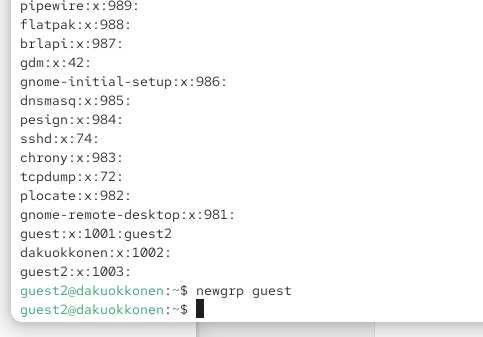 pipewire:x:989:
flatpak:x:988:
brlapi:x:987:
gdm:x:42:
gnome-initial-setup:x:986:
dnsmasq:x:985:
pesign:x:984:
sshd:x:74:
chrony:x:983:
tcpdump:x:72:
plocate:x:982:
gnome-remote-desktop:x:981:
guest:x:1001:guest2
dakuokkonen:x:1002:
guest2:x:1003:
guest2@dakuokkonen:~$ newgrp guest
guest2@dakuokkonen:~$